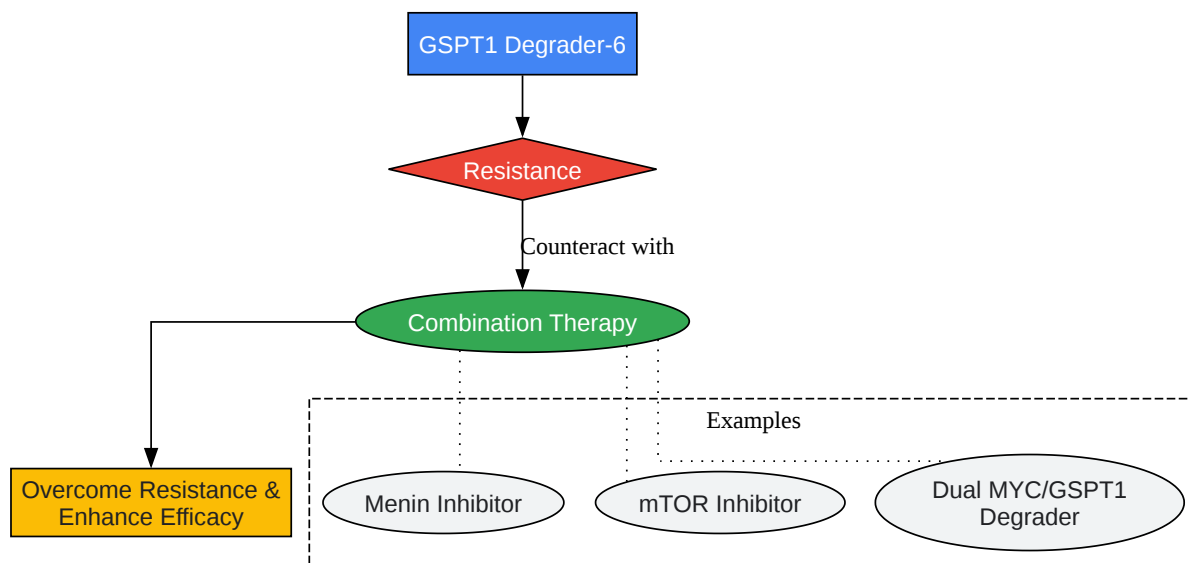 GSPT1 Degrader-6
Resistance
Counteract with
Combination Therapy
Examples
Overcome Resistance &
Enhance Efficacy
Menin Inhibitor
mTOR Inhibitor
Dual MYC/GSPT1
Degrader